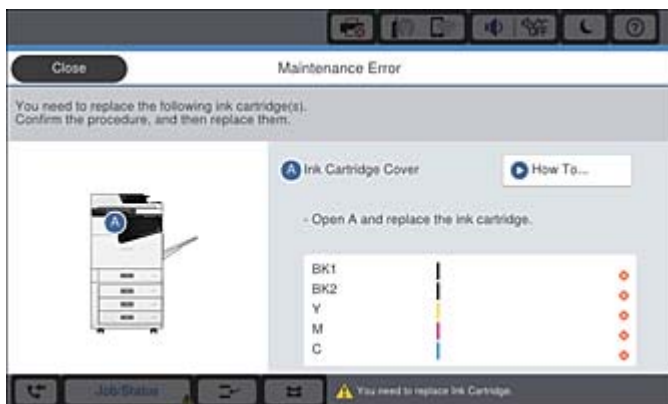 OFF
Close
Maintenance Error
You need to replace the following ink cartridge(s).
Confirm the procedure, and then replace them.
A Ink Cartridge Cover
How To...
A
- Open A and replace the ink cartridge.
BK1
BK2
Y
M
C
Job/Status
You need to replace Ink Cartridge.